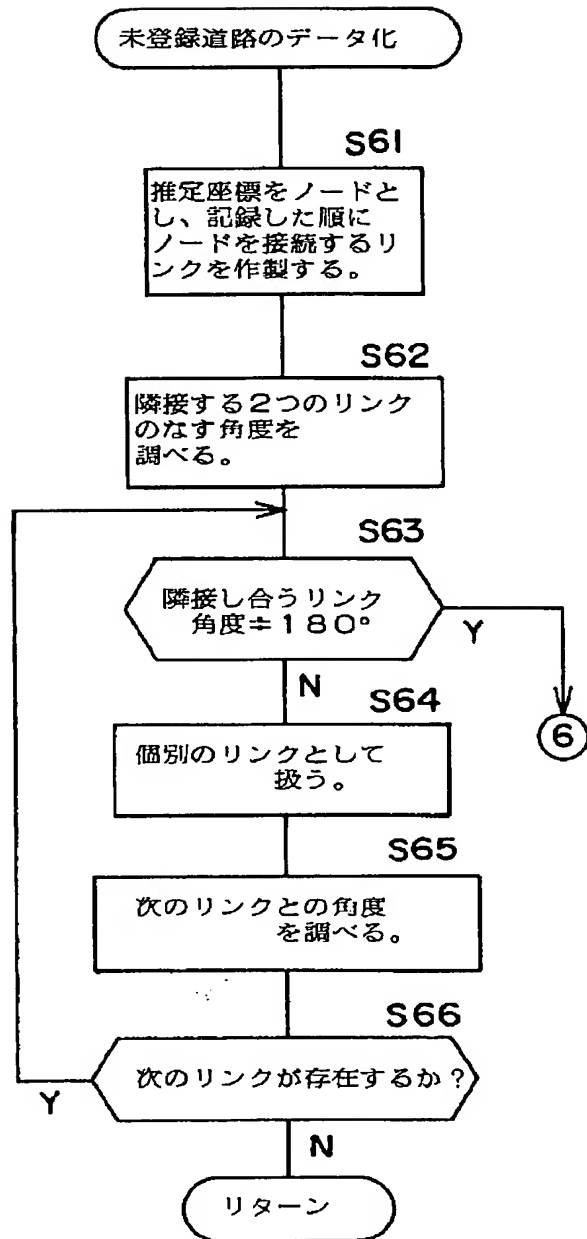 未登録道路のデータ化
S61
推定座標をノードと
し、記録した順に
ノードを接続するリ
ンクを作製する。
S62
隣接する2つのリンク
のなす角度を
調べる。
S63
隣接し合うリンク
角度≠180°
Y
N
6
S64
個別のリンクとして
扱う。
S65
次のリンクとの角度
を調べる。
S66
次のリンクが存在するか?
Y
N
リターン